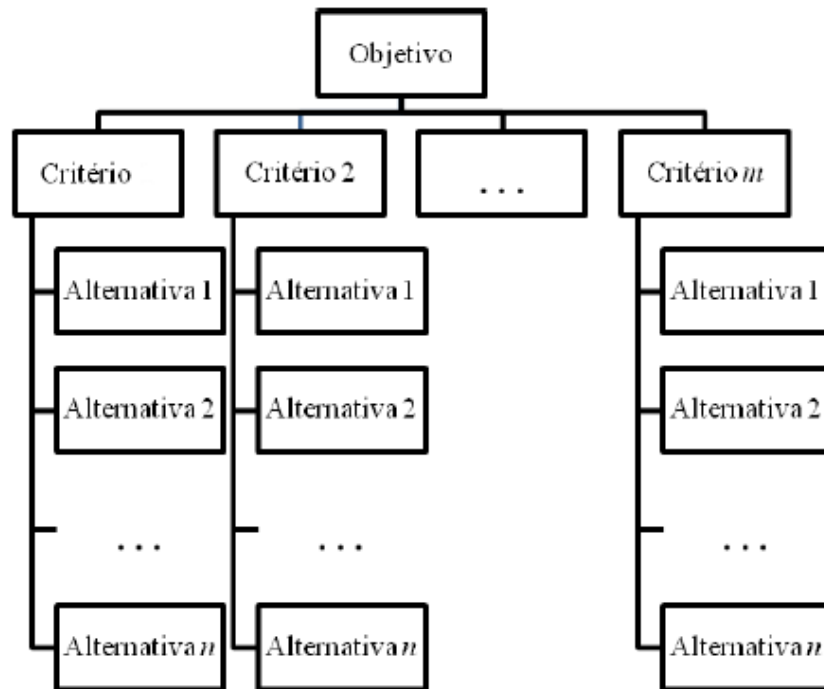 Objetivo
Critério
Critério 2
...
Critério m
Alternativa 1
Alternativa 1
Alternativa 1
Alternativa 2
Alternativa 2
Alternativa 2
...
...
...
Alternativa n
Alternativa n
Alternativa n